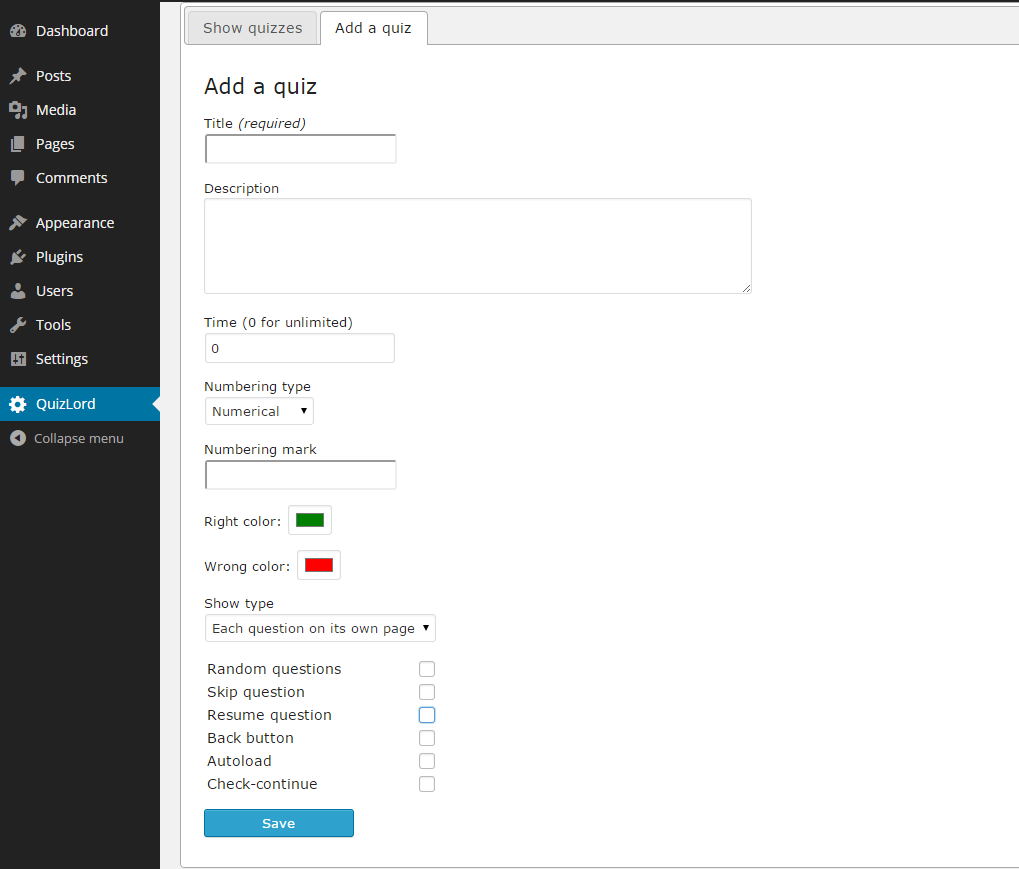 Dashboard
Posts
Media
Pages
Comments
Appearance
Plugins
Users
Tools
Settings
QuizLord
Collapse menu
Show quizzes
Add a quiz
Add a quiz
Title (required)
Description
Time (0 for unlimited)
0
Numbering type
Numerical
Numbering mark
Right color:
Wrong color:
Show type
Each question on its own page
Random questions
Skip question
Resume question
Back button
Autoload
Check-continue
Save